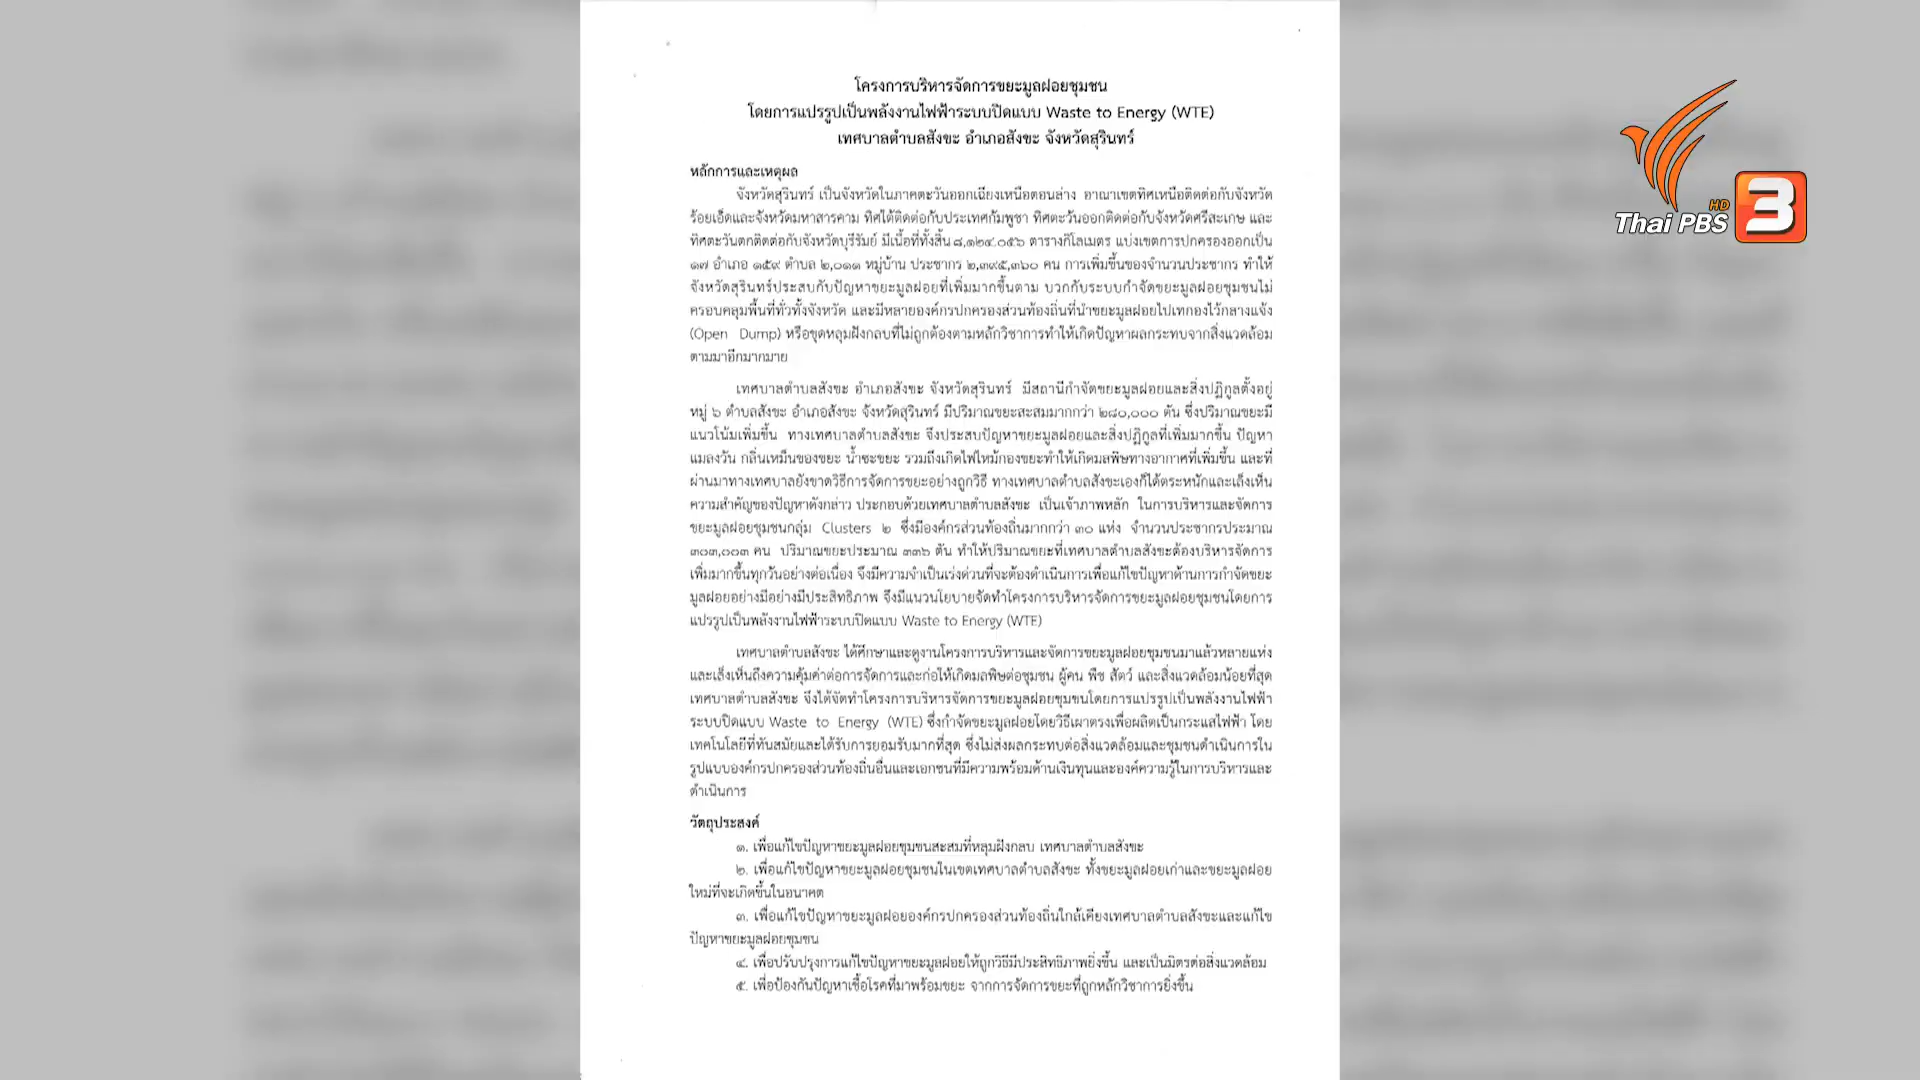 โครงการบริหารจัดการขยะมูลฝอยชุมชน
โดยการแปรรูปเป็นพลังงานไฟฟ้าระบบปิดแบบ Waste to Energy (WTE)
เทศบาลตำบลสังขะ อำเภอสังขะ จังหวัดสุรินทร์
หลักการและเหตุผล
จังหวัดสุรินทร์ เป็นจังหวัดในภาคตะวันออกเฉียงเหนือตอนล่าง อาณาเขตทิศเหนือติดต่อกับจังหวัด
ร้อยเอ็ดและจังหวัดมหาสารคาม ทิศใต้ติดต่อกับประเทศกัมพูชา ทิศตะวันออกติดต่อกับจังหวัดศรีสะเกษ และ
ทิศตะวันตกติดต่อกับจังหวัดบุรีรัมย์ มีเนื้อที่ทั้งสิ้น ๘,๑๒๔.๐๕๖ ตารางกิโลเมตร แบ่งเขตการปกครองออกเป็น
๑๗ อำเภอ ๑๕๙ ตำบล ๒,๐๑๑ หมู่บ้าน ประชากร ๒,๓๙๕,๓๖๐ คน การเพิ่มขึ้นของจำนวนประชากร ทำให้
จังหวัดสุรินทร์ประสบกับปัญหาขยะมูลฝอยที่เพิ่มมากขึ้นตาม บวกกับระบบกำจัดขยะมูลฝอยชุมชนไม่
ครอบคลุมพื้นที่ทั่วทั้งจังหวัด และมีหลายองค์กรปกครองส่วนท้องถิ่นที่นำขยะมูลฝอยไปเทกองไว้กลางแจ้ง
(Open Dump) หรือขุดหลุมฝังกลบที่ไม่ถูกต้องตามหลักวิชาการทำให้เกิดปัญหาผลกระทบจากสิ่งแวดล้อม
ตามมาอีกมากมาย
เทศบาลตำบลสังขะ อำเภอสังขะ จังหวัดสุรินทร์ มีสถานีกำจัดขยะมูลฝอยและสิ่งปฏิกูลตั้งอยู่
หมู่ ๖ ตำบลสังขะ อำเภอสังขะ จังหวัดสุรินทร์ มีปริมาณขยะสะสมมากกว่า ๒๘๐,๐๐๐ ตัน ซึ่งปริมาณขยะมี
แนวโน้มเพิ่มขึ้น ทางเทศบาลตำบลสังขะ จึงประสบปัญหาขยะมูลฝอยและสิ่งปฏิกูลที่เพิ่มมากขึ้น ปัญหา
แมลงวัน กลิ่นเหม็นของขยะ น้ำชะขยะ รวมถึงเกิดไฟไหม้กองขยะทำให้เกิดมลพิษทางอากาศที่เพิ่มขึ้น และที่
ผ่านมาทางเทศบาลยังขาดวิธีการจัดการขยะอย่างถูกวิธี ทางเทศบาลตำบลสังขะเองก็ได้ตระหนักและเล็งเห็น
ความสำคัญของปัญหาดังกล่าว ประกอบด้วยเทศบาลตำบลสังขะ เป็นเจ้าภาพหลัก ในการบริหารและจัดการ
ขยะมูลฝอยชุมชนกลุ่ม Clusters ๒ ซึ่งมีองค์กรส่วนท้องถิ่นมากกว่า ๓๐ แห่ง จำนวนประชากรประมาณ
๓๐๓,๐๐๓ คน ปริมาณขยะประมาณ ๓๓๖ ตัน ทำให้ปริมาณขยะที่เทศบาลตำบลสังขะต้องบริหารจัดการ
เพิ่มมากขึ้นทุกวันอย่างต่อเนื่อง จึงมีความจำเป็นเร่งด่วนที่จะต้องดำเนินการเพื่อแก้ไขปัญหาด้านการกำจัดขยะ
มูลฝอยอย่างมีอย่างมีประสิทธิภาพ จึงมีแนวนโยบายจัดทำโครงการบริหารจัดการขยะมูลฝอยชุมชนโดยการ
แปรรูปเป็นพลังงานไฟฟ้าระบบปิดแบบ Waste to Energy (WTE)
เทศบาลตำบลสังขะ ได้ศึกษาและดูงานโครงการบริหารและจัดการขยะมูลฝอยชุมชนมาแล้วหลายแห่ง
และเล็งเห็นถึงความคุ้มค่าต่อการจัดการและก่อให้เกิดมลพิษต่อชุมชน ผู้คน พืช สัตว์ และสิ่งแวดล้อมน้อยที่สุด
เทศบาลตำบลสังขะ จึงได้จัดทำโครงการบริหารจัดการขยะมูลฝอยชุมชนโดยการแปรรูปเป็นพลังงานไฟฟ้า
ระบบปิดแบบ Waste to Energy (WTE) ซึ่งกำจัดขยะมูลฝอยโดยวิธีเผาตรงเพื่อผลิตเป็นกระแสไฟฟ้า โดย
เทคโนโลยีที่ทันสมัยและได้รับการยอมรับมากที่สุด ซึ่งไม่ส่งผลกระทบต่อสิ่งแวดล้อมและชุมชนดำเนินการใน
รูปแบบองค์กรปกครองส่วนท้องถิ่นอื่นและเอกชนที่มีความพร้อมด้านเงินทุนและองค์ความรู้ในการบริหารและ
ดำเนินการ
วัตถุประสงค์
๑. เพื่อแก้ไขปัญหาขยะมูลฝอยชุมชนสะสมที่หลุมฝังกลบ เทศบาลตำบลสังขะ
๒. เพื่อแก้ไขปัญหาขยะมูลฝอยชุมชนในเขตเทศบาลตำบลสังขะ ทั้งขยะมูลฝอยเก่าและขยะมูลฝอย
ใหม่ที่จะเกิดขึ้นในอนาคต
๓. เพื่อแก้ไขปัญหาขยะมูลฝอยองค์กรปกครองส่วนท้องถิ่นใกล้เคียงเทศบาลตำบลสังขะและแก้ไข
ปัญหาขยะมูลฝอยชุมชน
๔. เพื่อปรับปรุงการแก้ไขปัญหาขยะมูลฝอยให้ถูกวิธีมีประสิทธิภาพยิ่งขึ้น และเป็นมิตรต่อสิ่งแวดล้อม
๕. เพื่อป้องกันปัญหาเชื้อโรคที่มาพร้อมขยะ จากการจัดการขยะที่ถูกหลักวิชาการยิ่งขึ้น
Thai PBS HD 3